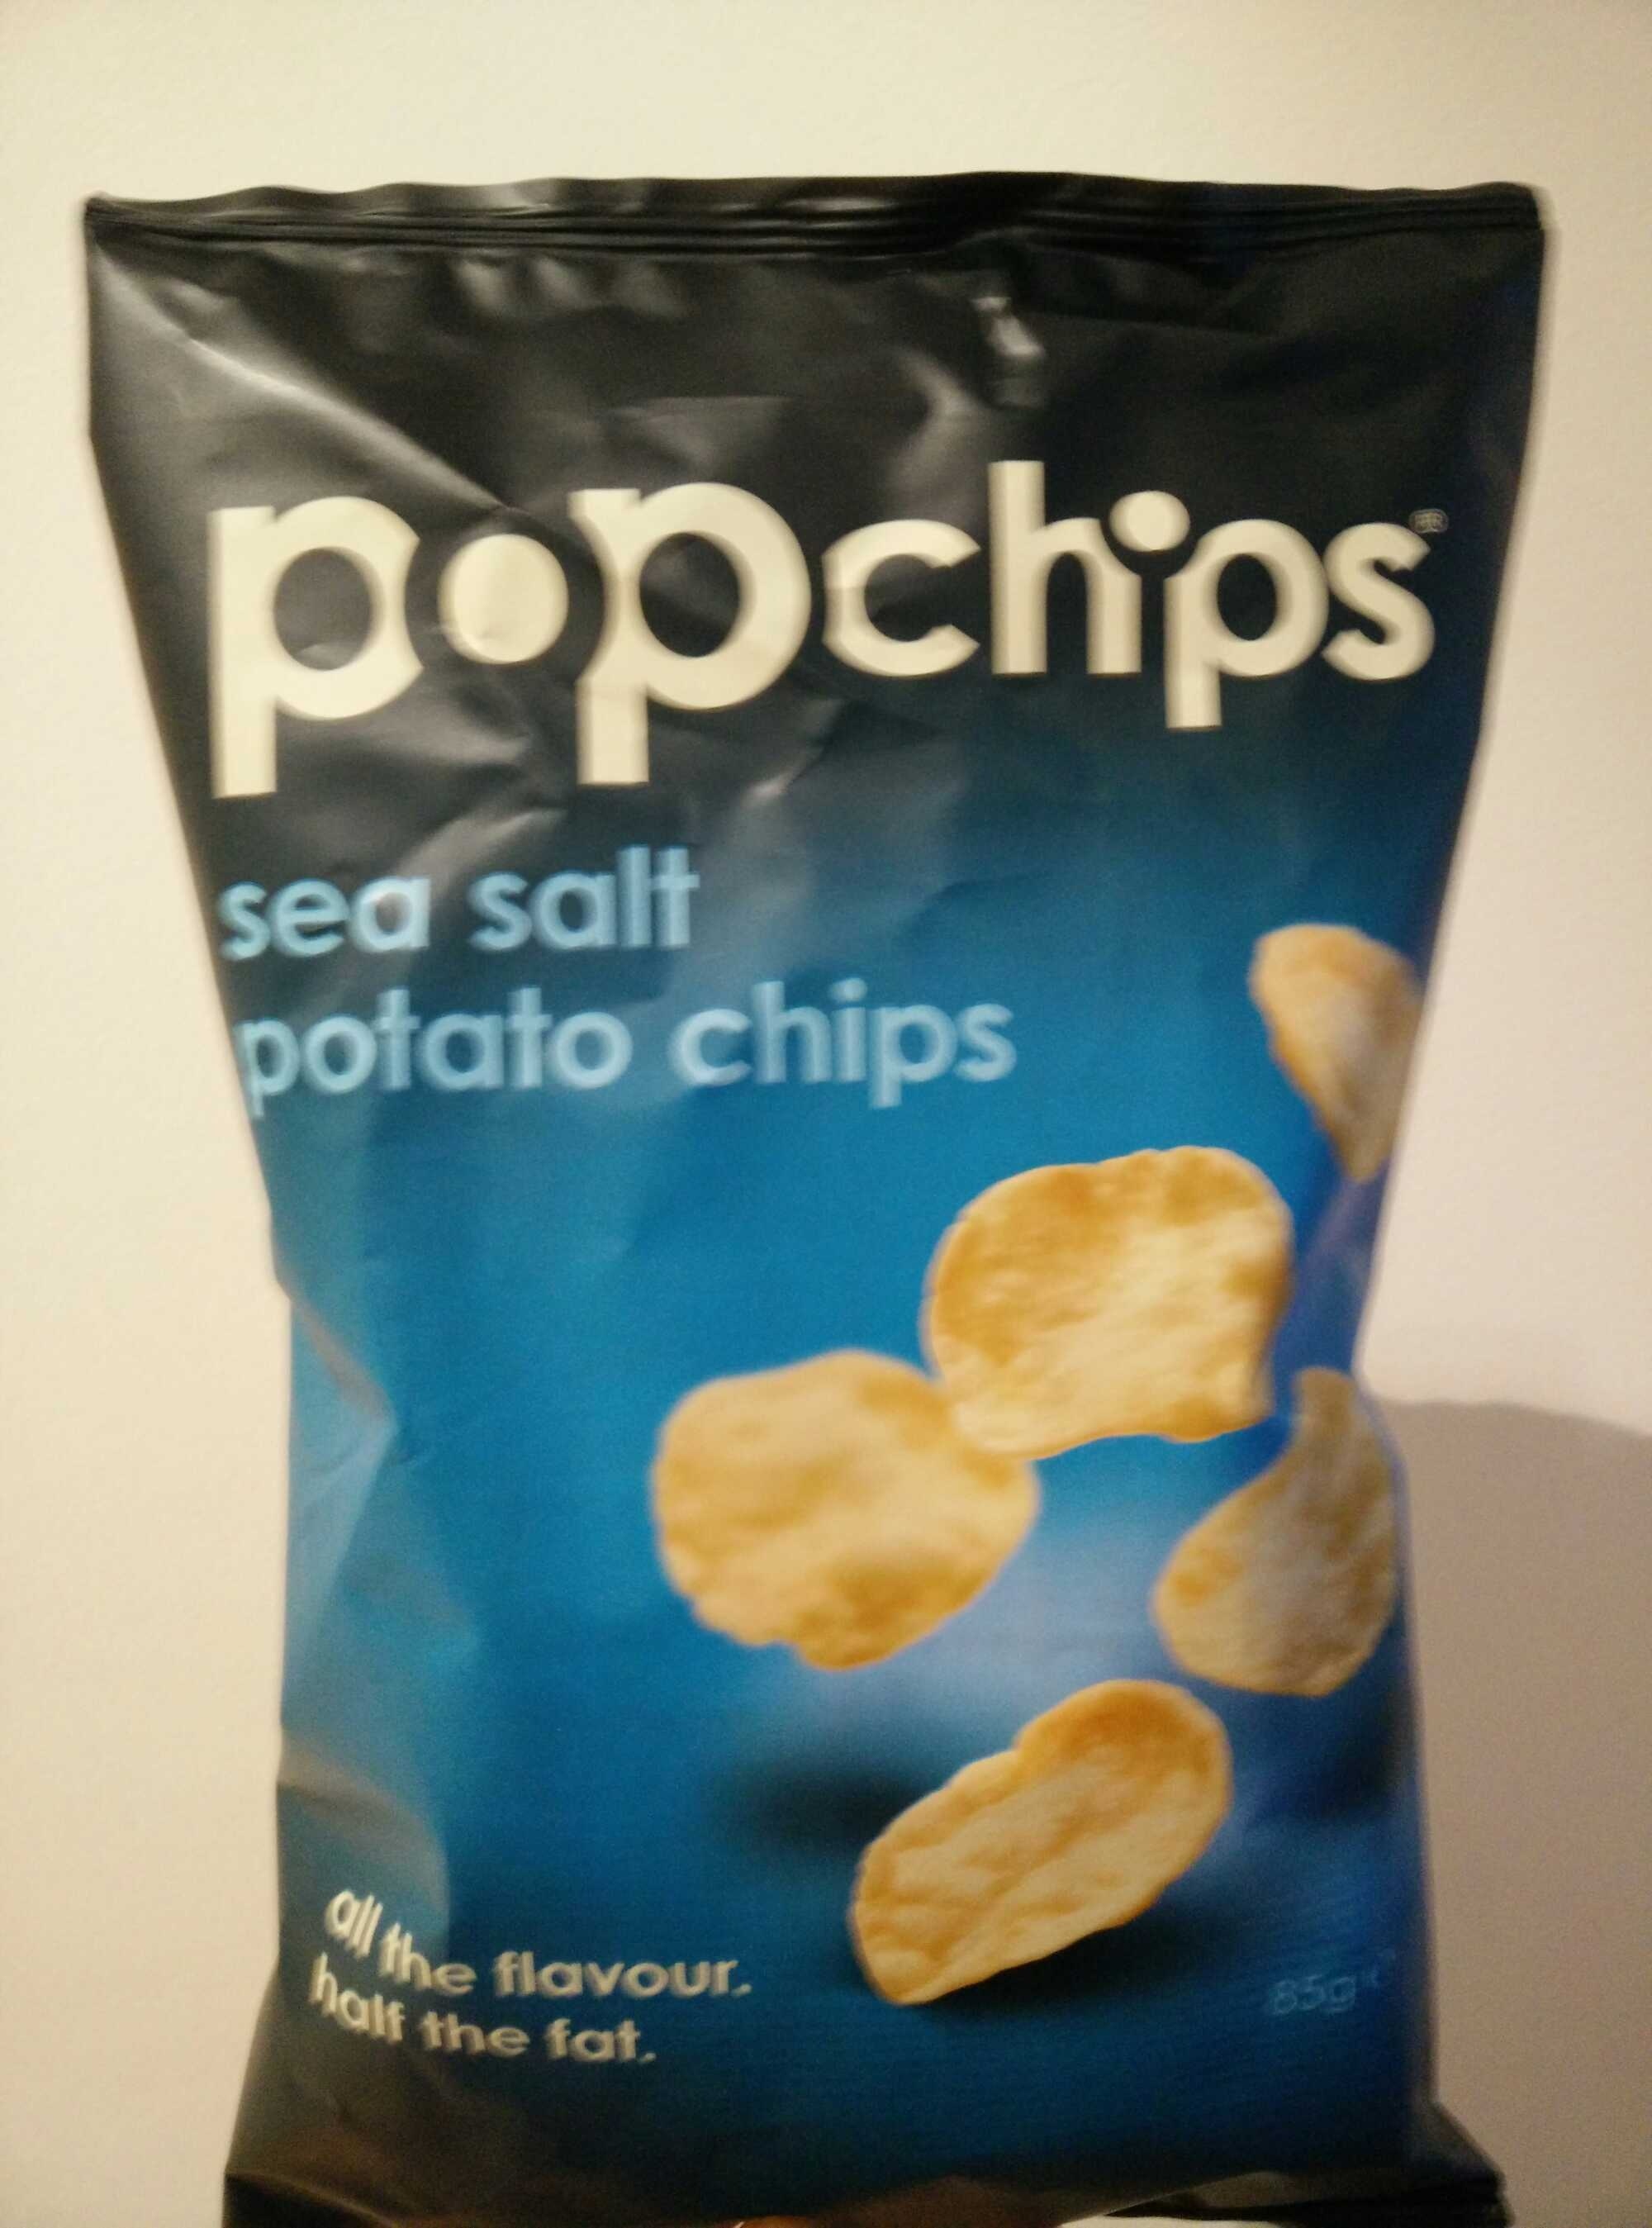 popchips
sea salt
potato chips
all the flavour.
half the fat.
85g e